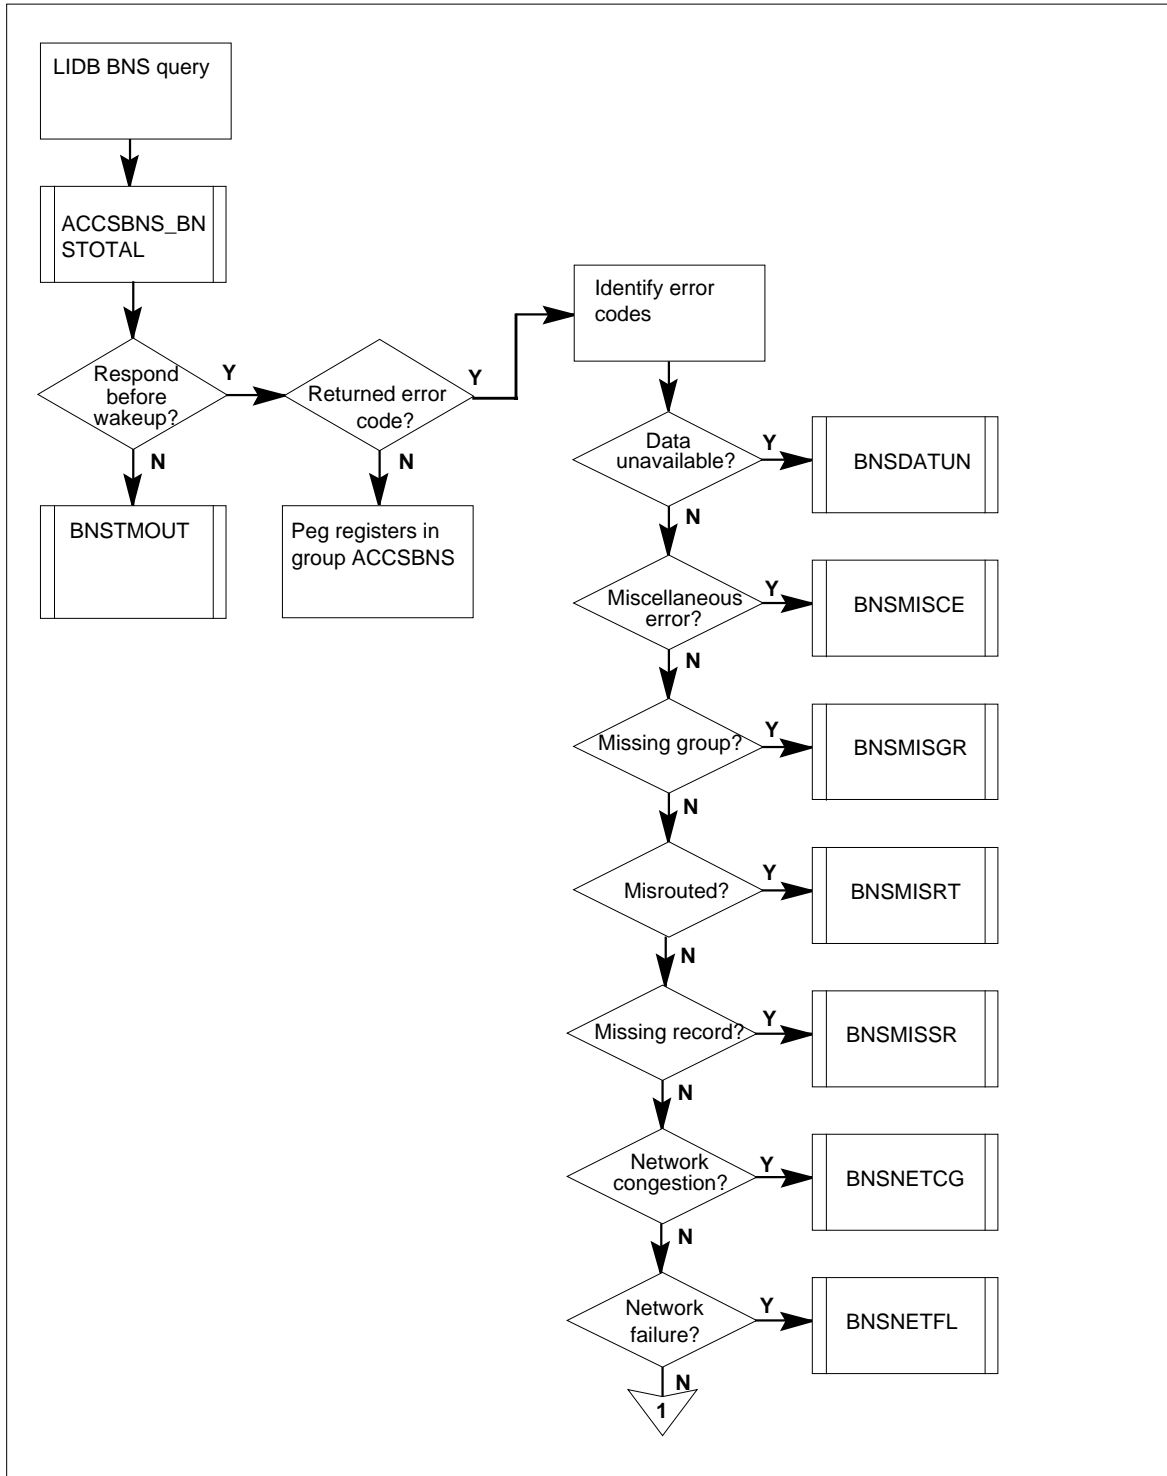 LIDB BNS query
ACCSBNS_BN
STOTAL
Respond
before
wakeup?
Y
N
BNSTMOUT
Returned error
code?
Y
N
Peg registers in
group ACCSBNS
Identify error
codes
Data
unavailable?
Y
BNSDATUN
N
Miscellaneous
error?
Y
BNSMISCE
N
Missing group?
Y
BNSMISGR
N
Misrouted?
Y
BNSMISRT
N
Missing record?
Y
BNSMISSR
N
Network
congestion?
Y
BNSNETCG
N
Network
failure?
Y
BNSNETFL
N
1